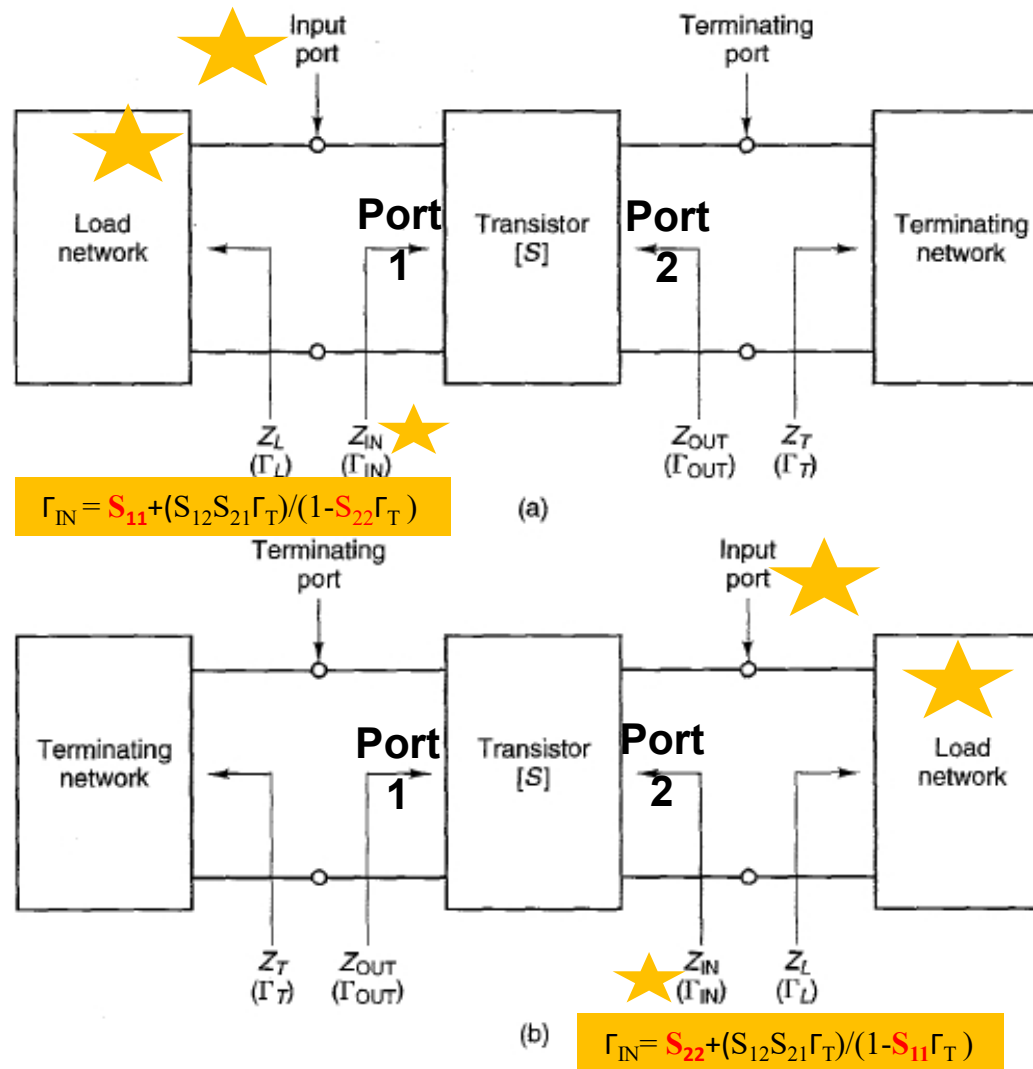 Input
port
Terminating
port
Load
network
Port
1
Transistor
[S]
Port
2
Terminating
network
Z_L
(Γ_L)
Z_IN
(Γ_IN)
Z_OUT
(Γ_OUT)
Z_T
(Γ_T)
Γ_IN = S_11+(S_12S_21Γ_T)/(1-S_22Γ_T )
(a)
Terminating
port
Input
port
Terminating
network
Port
1
Transistor
[S]
Port
2
Load
network
Z_T
(Γ_T)
Z_OUT
(Γ_OUT)
Z_IN
(Γ_IN)
Z_L
(Γ_L)
(b)
Γ_IN= S_22+(S_12S_21Γ_T)/(1-S_11Γ_T )